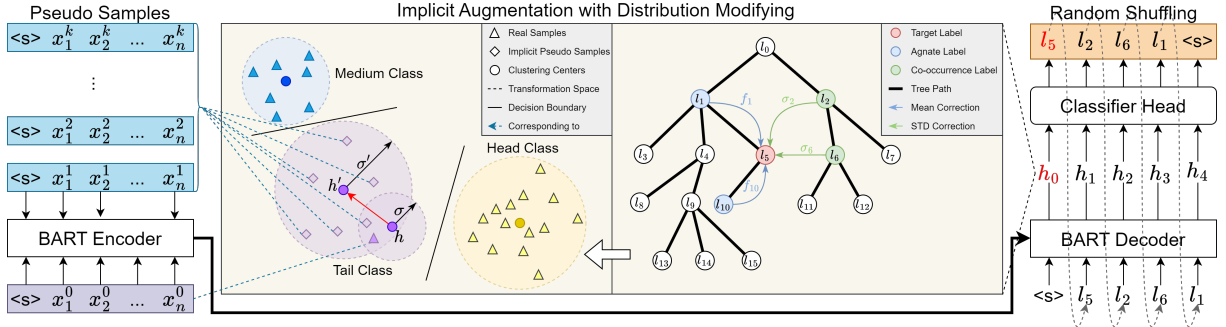 Pseudo Samples
<s> x_1^k x_2^k ... x_n^k
⋮
<s> x_1^2 x_2^2 ... x_n^2
<s> x_1^1 x_2^1 ... x_n^1
BART Encoder
<s> x_1^0 x_2^0 ... x_n^0
Implicit Augmentation with Distribution Modifying
Medium Class
Real Samples
Implicit Pseudo Samples
Clustering Centers
Transformation Space
Decision Boundary
Corresponding to
σ'
h'
σ
h
Tail Class
Head Class
Target Label
Agnate Label
Co-occurrence Label
Tree Path
Mean Correction
STD Correction
l_0
l_1 f_1 σ_2 l_2
l_3 l_4 l_5 σ_6 l_6 l_7
l_8 f_10 l_9 l_10 l_11 l_12
l_13 l_14 l_15
Random Shuffling
l_5 l_2 l_6 l_1 <s>
Classifier Head
h_0 h_1 h_2 h_3 h_4
BART Decoder
<s> l_5 l_2 l_6 l_1